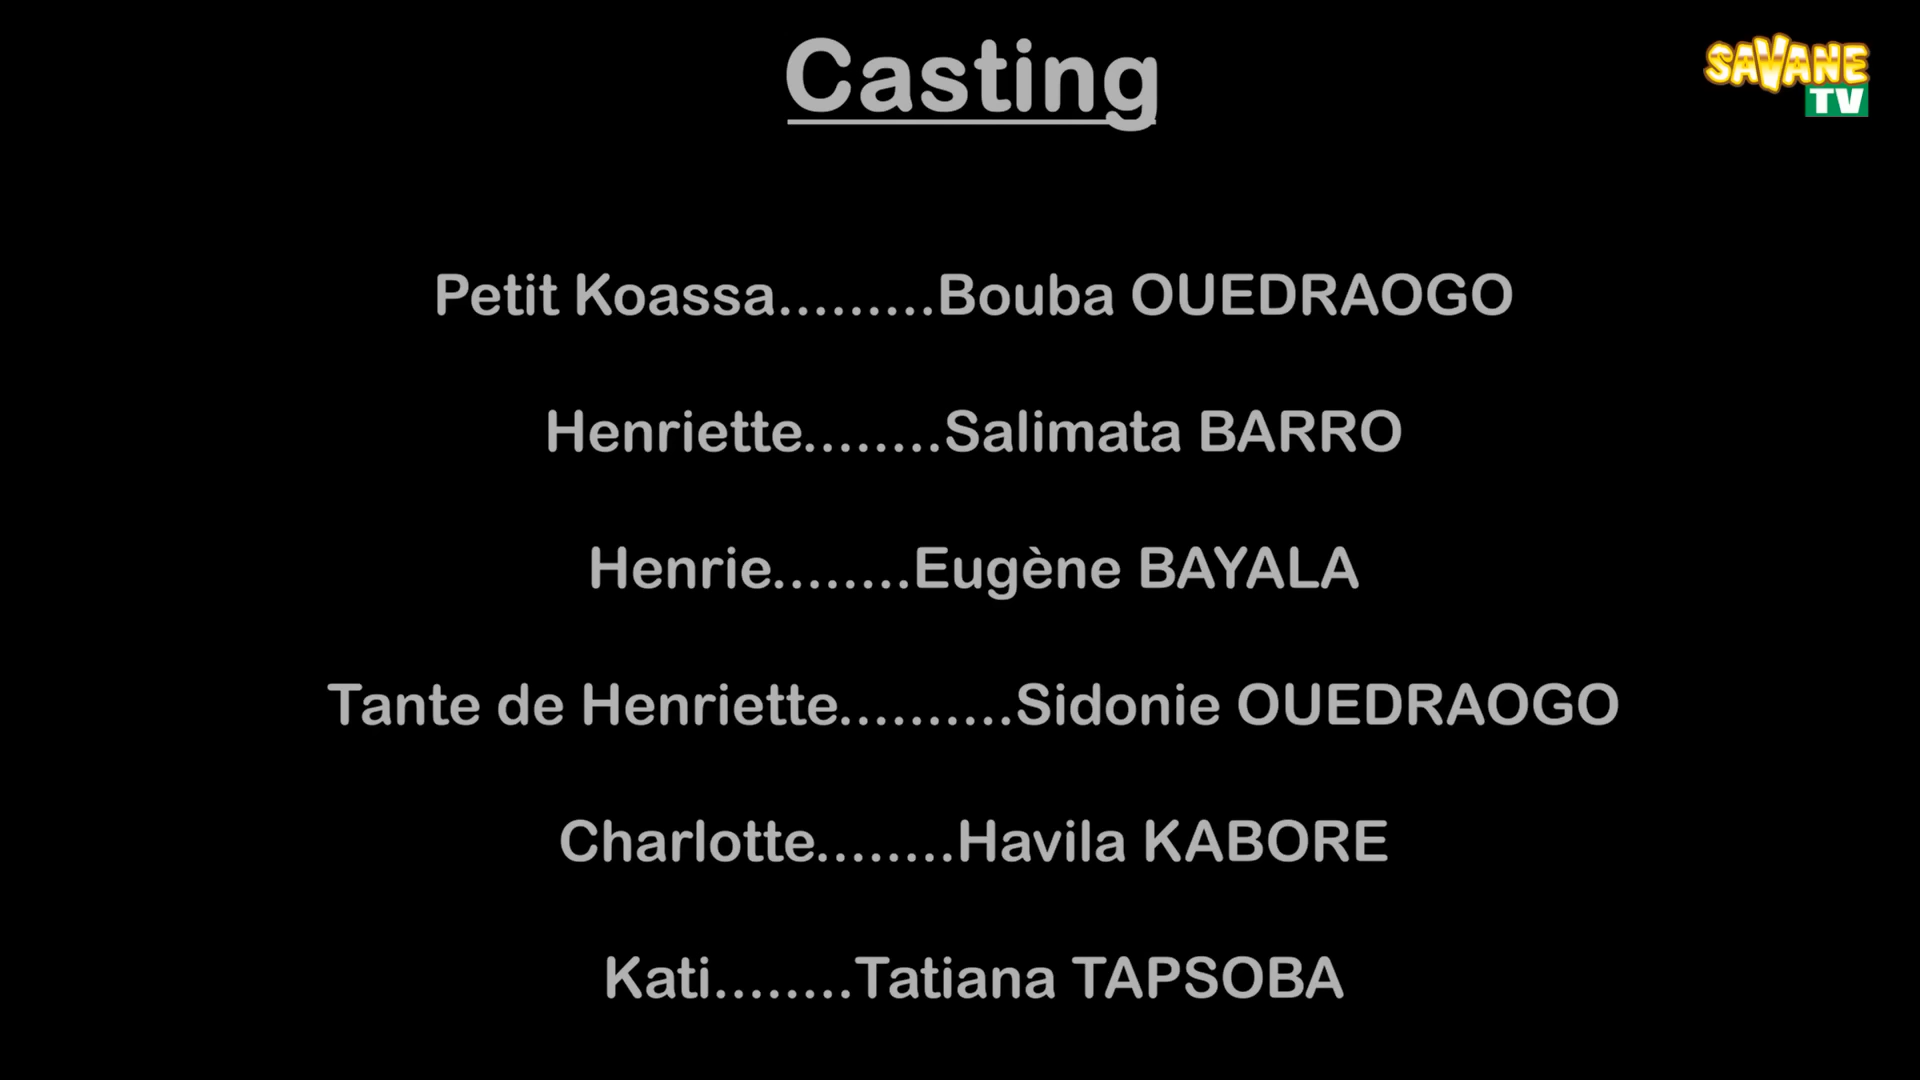 Casting
SAVANE
TV
Petit Koassa.........Bouba OUEDRAOGO
Henriette........Salimata BARRO
Henrie........Eugène BAYALA
Tante de Henriette..........Sidonie OUEDRAOGO
Charlotte........Havila KABORE
Kati........Tatiana TAPSOBA